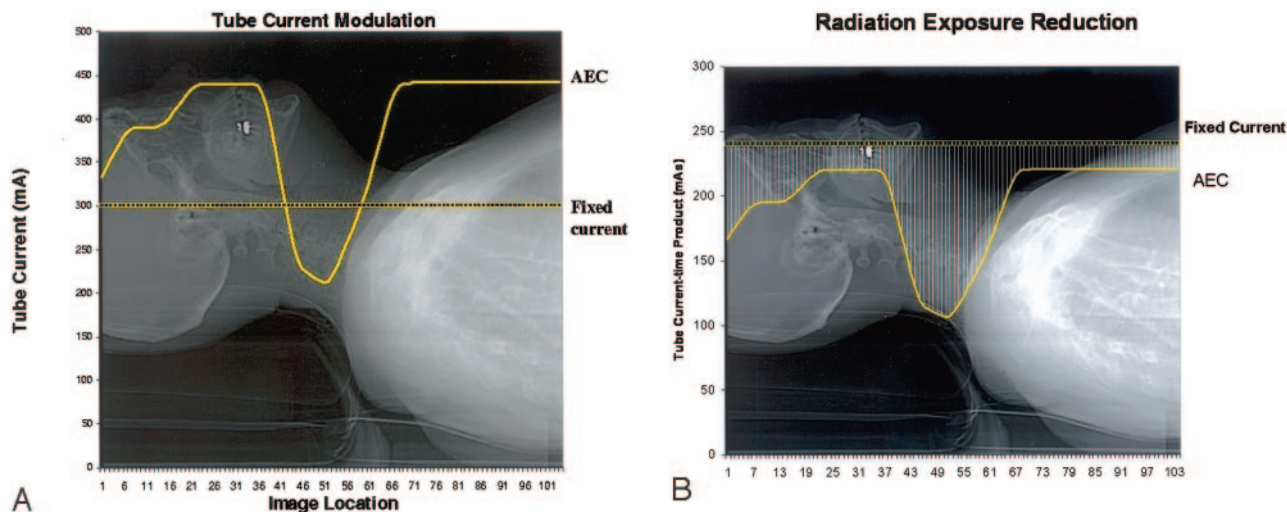 Tube Current Modulation
500
450
400
350
300
250
200
150
100
50
0
Tube Current (mA)
AEC
Fixed
current
1 6 11 16 21 26 31 36 41 46 51 56 61 66 71 76 81 86 91 96 101
Image Location
A
Radiation Exposure Reduction
300
250
200
150
100
50
0
Tube Current-time Product (mAs)
Fixed Current
AEC
1 7 13 19 25 31 37 43 49 55 61 67 73 79 85 91 97 103
B